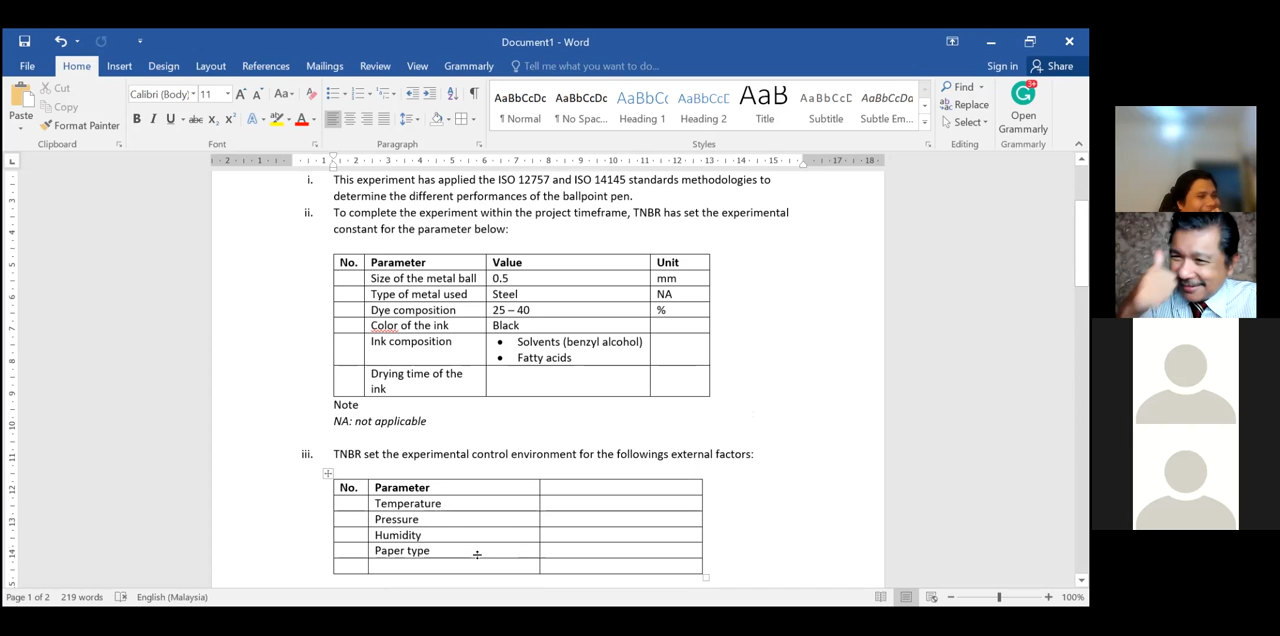 Document1 - Word
File Home Insert Design Layout References Mailings Review View Grammarly Tell me what you want to do... Sign in Share
Cut
Copy
Format Painter
Paste
Clipboard
Calibri (Body) 11
Font
Paragraph
AaBbCcDc AaBbCcDc AaBbCc AaBbCcD AaB AaBbCcD AaBbCcDa
¶ Normal ¶ No Spac... Heading 1 Heading 2 Title Subtitle Subtle Em...
Styles
Find
Replace
Select
Editing
Open
Grammarly
Grammarly
i. This experiment has applied the ISO 12757 and ISO 14145 standards methodologies to
determine the different performances of the ballpoint pen.
ii. To complete the experiment within the project timeframe, TNBR has set the experimental
constant for the parameter below:
No. Parameter Value Unit
Size of the metal ball 0.5 mm
Type of metal used Steel NA
Dye composition 25 – 40 %
Color of the ink Black
Ink composition • Solvents (benzyl alcohol)
• Fatty acids
Drying time of the
ink
Note
NA: not applicable
iii. TNBR set the experimental control environment for the followings external factors:
No. Parameter
Temperature
Pressure
Humidity
Paper type
Page 1 of 2 219 words English (Malaysia) 100%